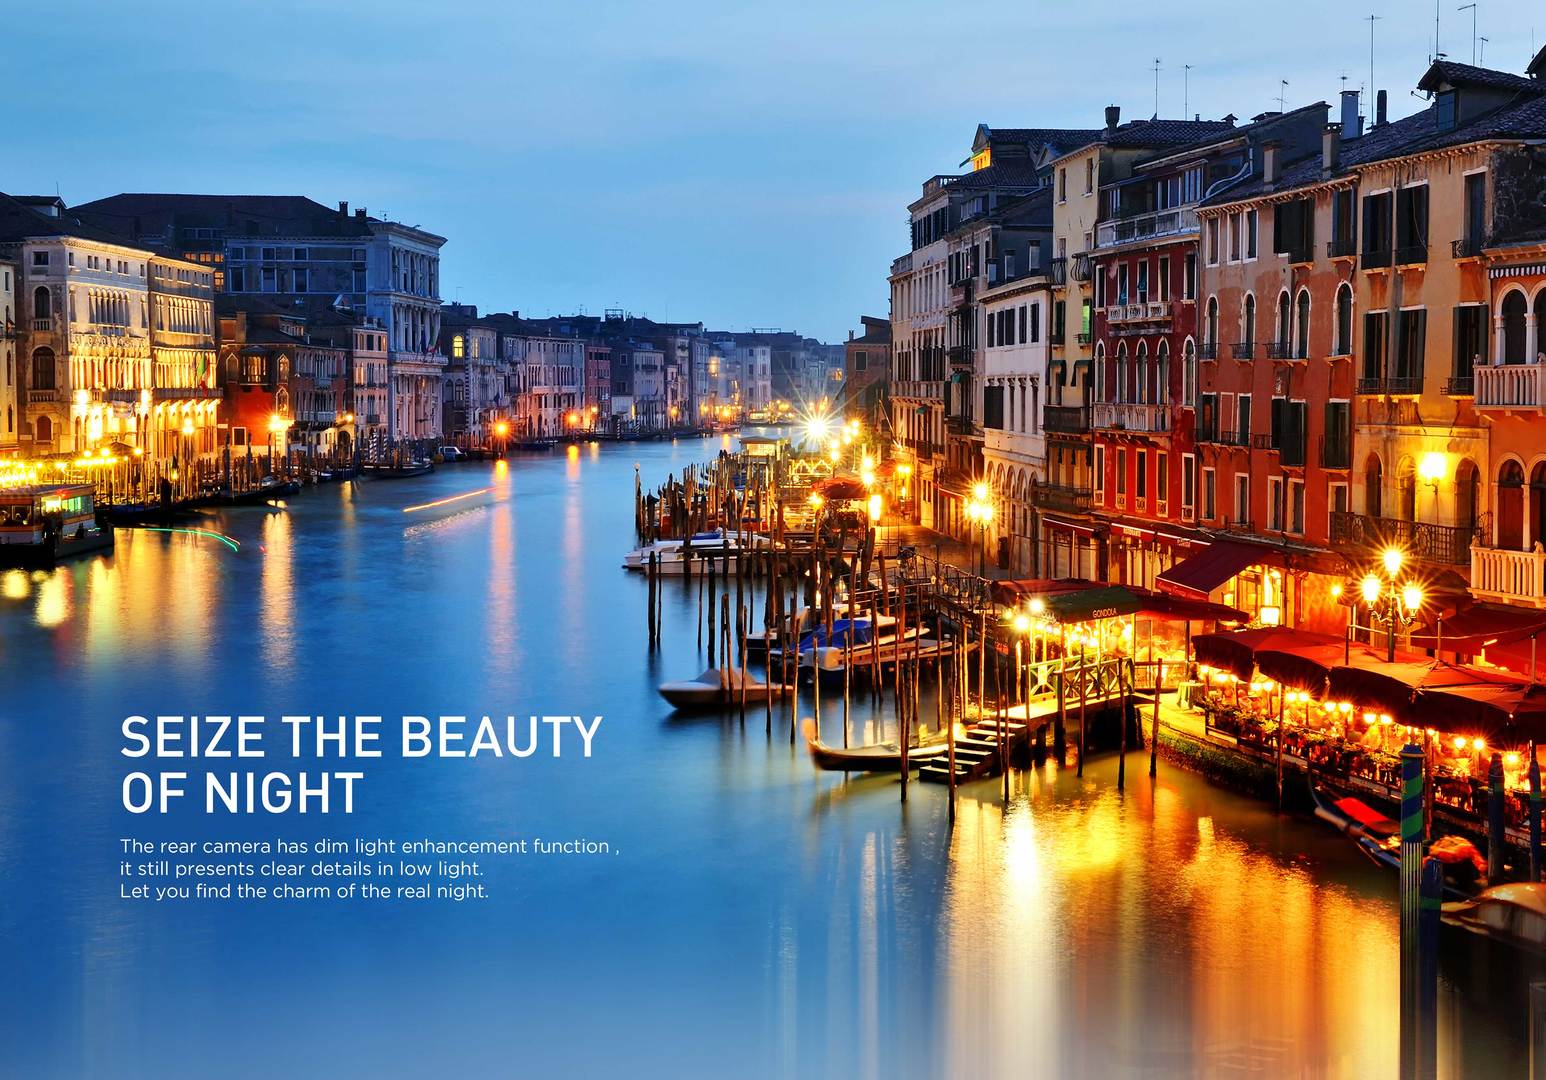 GONDOLA
SEIZE THE BEAUTY
OF NIGHT
The rear camera has dim light enhancement function ,
it still presents clear details in low light.
Let you find the charm of the real night.